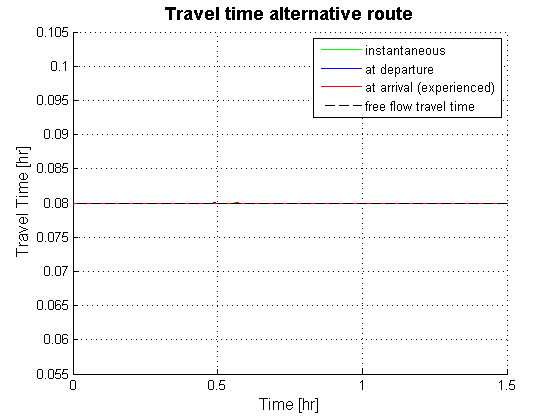 Travel time alternative route
instantaneous
at departure
at arrival (experienced)
free flow travel time
0.105
0.1
0.095
0.09
0.085
0.08
0.075
0.07
0.065
0.06
0.055
Travel Time [hr]
0 0.5 1 1.5
Time [hr]